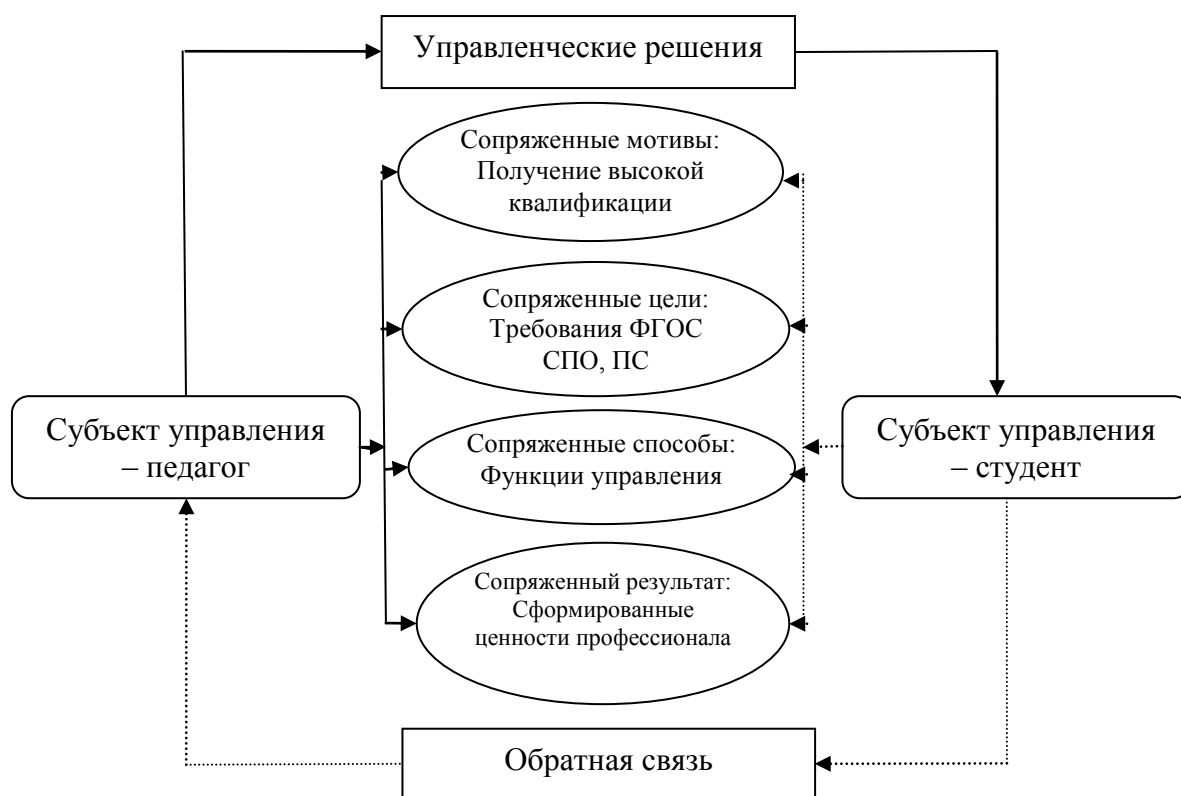 Управленческие решения
Сопряженные мотивы:
Получение высокой
квалификации
Сопряженные цели:
Требования ФГОС
СПО, ПС
Субъект управления
– педагог
Сопряженные способы:
Функции управления
Субъект управления
– студент
Сопряженный результат:
Сформированные
ценности профессионала
Обратная связь